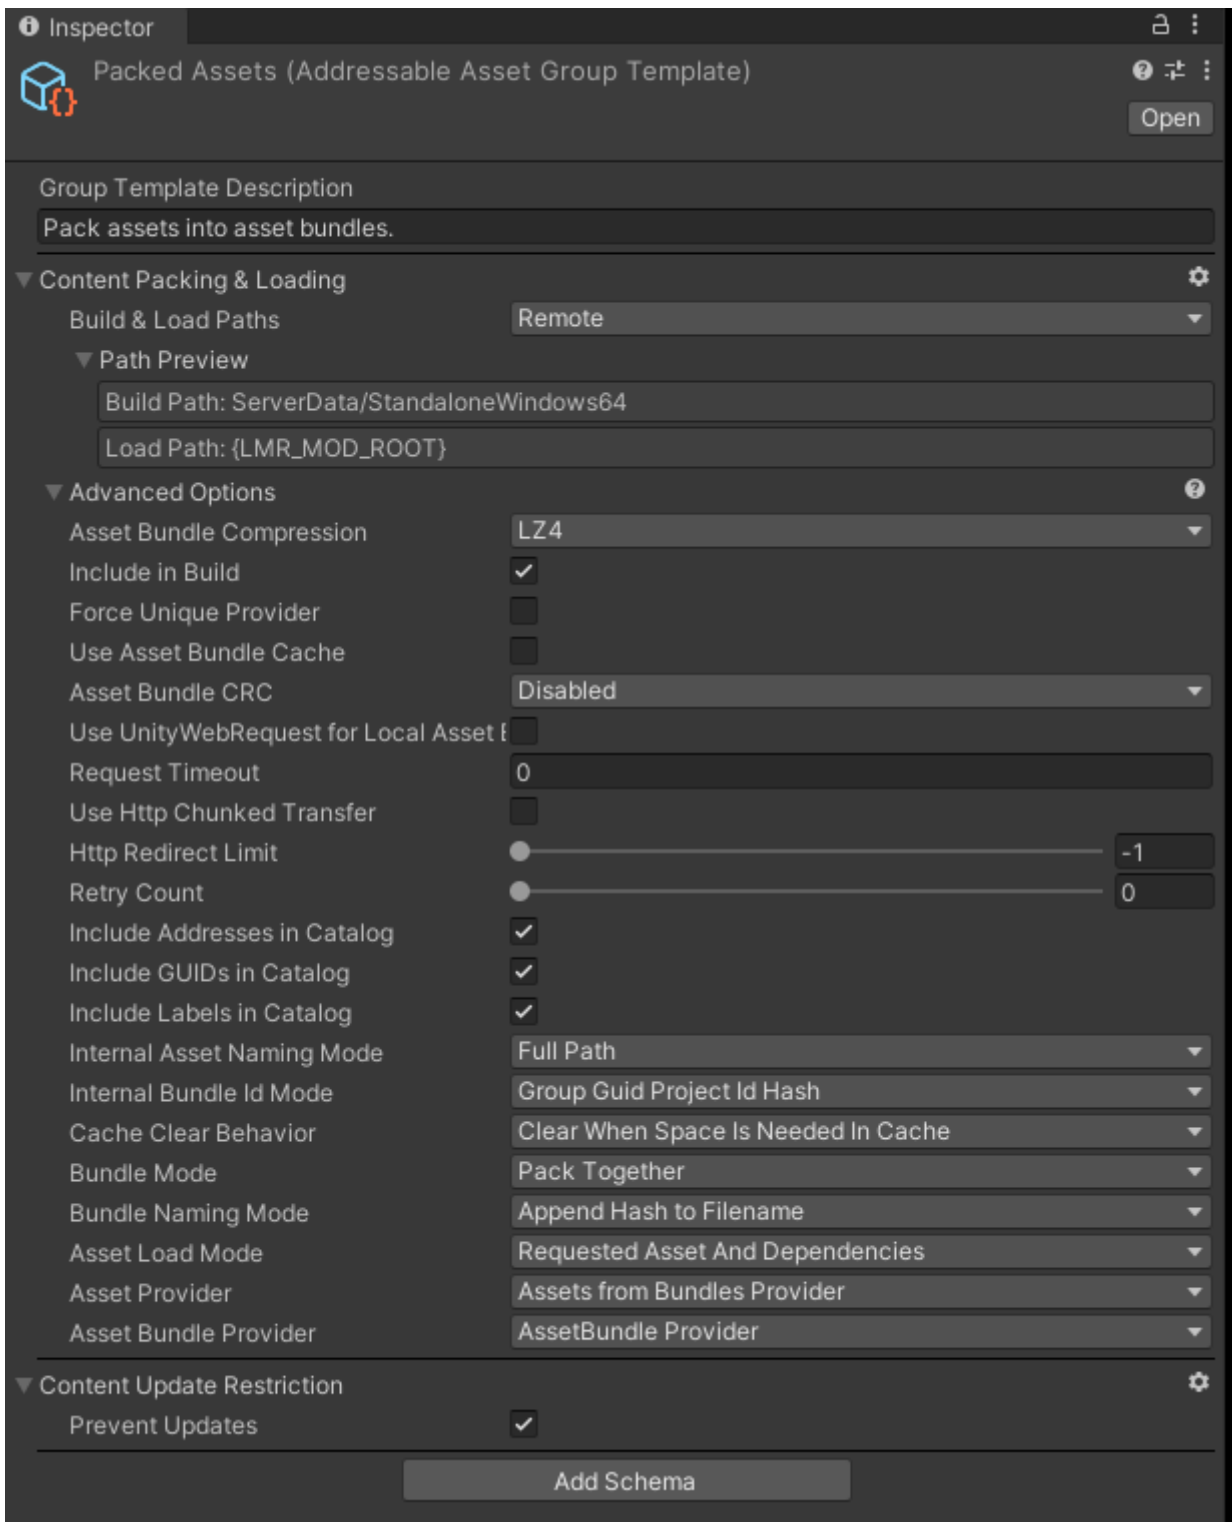 Inspector
Packed Assets (Addressable Asset Group Template)
Open
Group Template Description
Pack assets into asset bundles.
Content Packing & Loading
Build & Load Paths Remote
Path Preview
Build Path: ServerData/StandaloneWindows64
Load Path: {LMR_MOD_ROOT}
Advanced Options
Asset Bundle Compression LZ4
Include in Build
Force Unique Provider
Use Asset Bundle Cache
Asset Bundle CRC Disabled
Use UnityWebRequest for Local Asset
Request Timeout 0
Use Http Chunked Transfer
Http Redirect Limit -1
Retry Count 0
Include Addresses in Catalog
Include GUIDs in Catalog
Include Labels in Catalog
Internal Asset Naming Mode Full Path
Internal Bundle Id Mode Group Guid Project Id Hash
Cache Clear Behavior Clear When Space Is Needed In Cache
Bundle Mode Pack Together
Bundle Naming Mode Append Hash to Filename
Asset Load Mode Requested Asset And Dependencies
Asset Provider Assets from Bundles Provider
Asset Bundle Provider AssetBundle Provider
Content Update Restriction
Prevent Updates
Add Schema